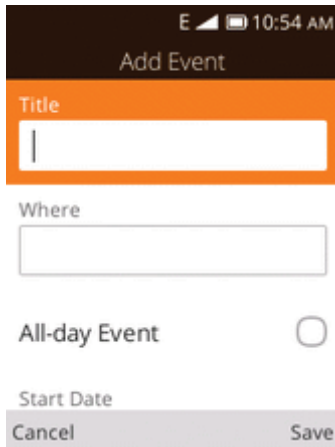 E 10:54 AM
Add Event
Title
Where
All-day Event
Start Date
Cancel Save